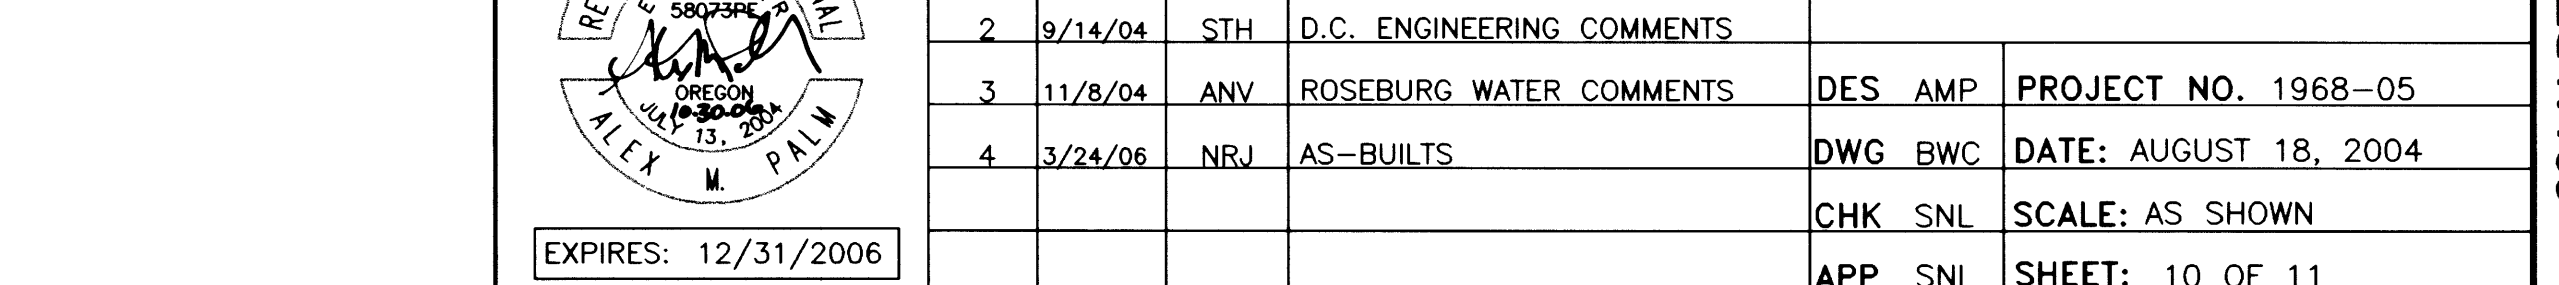 58073PE
OREGON
10-30-06
JULY 13, 2004
ALEX M. PALM
EXPIRES: 12/31/2006
2 9/14/04 STH D.C. ENGINEERING COMMENTS
3 11/8/04 ANV ROSEBURG WATER COMMENTS
4 3/24/06 NRJ AS-BUILTS
DES AMP PROJECT NO. 1968-05
DWG BWC DATE: AUGUST 18, 2004
CHK SNL SCALE: AS SHOWN
APP SNL SHEET: 10 OF 11